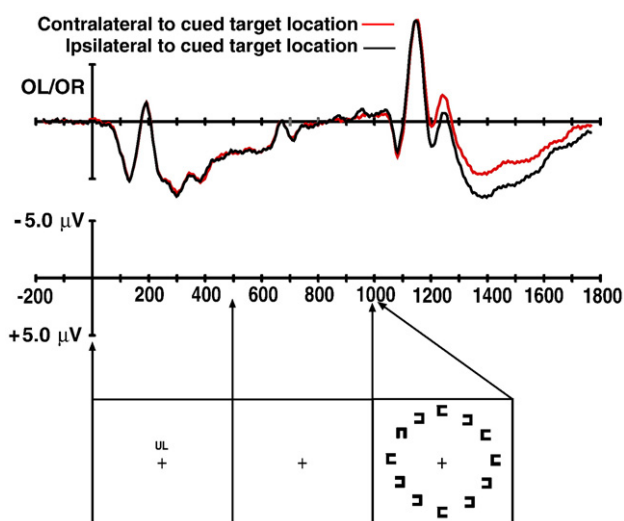 Contralateral to cued target location
Ipsilateral to cued target location
OL/OR
-5.0 µV
-200 200 400 600 800 1000 1200 1400 1600 1800
+5.0 µV
UL